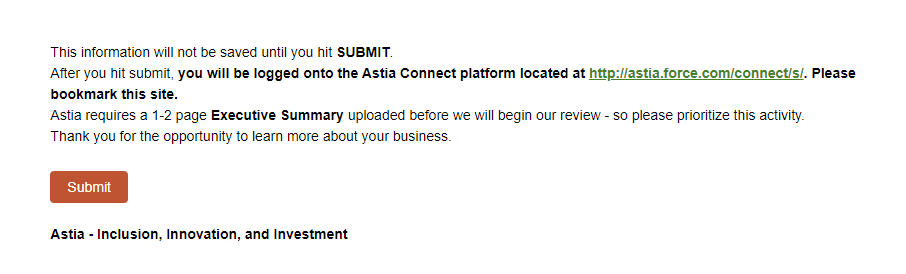 This information will not be saved until you hit SUBMIT.
After you hit submit, you will be logged onto the Astia Connect platform located at http://astia.force.com/connect/s/. Please
bookmark this site.
Astia requires a 1-2 page Executive Summary uploaded before we will begin our review - so please prioritize this activity.
Thank you for the opportunity to learn more about your business.
Submit
Astia - Inclusion, Innovation, and Investment